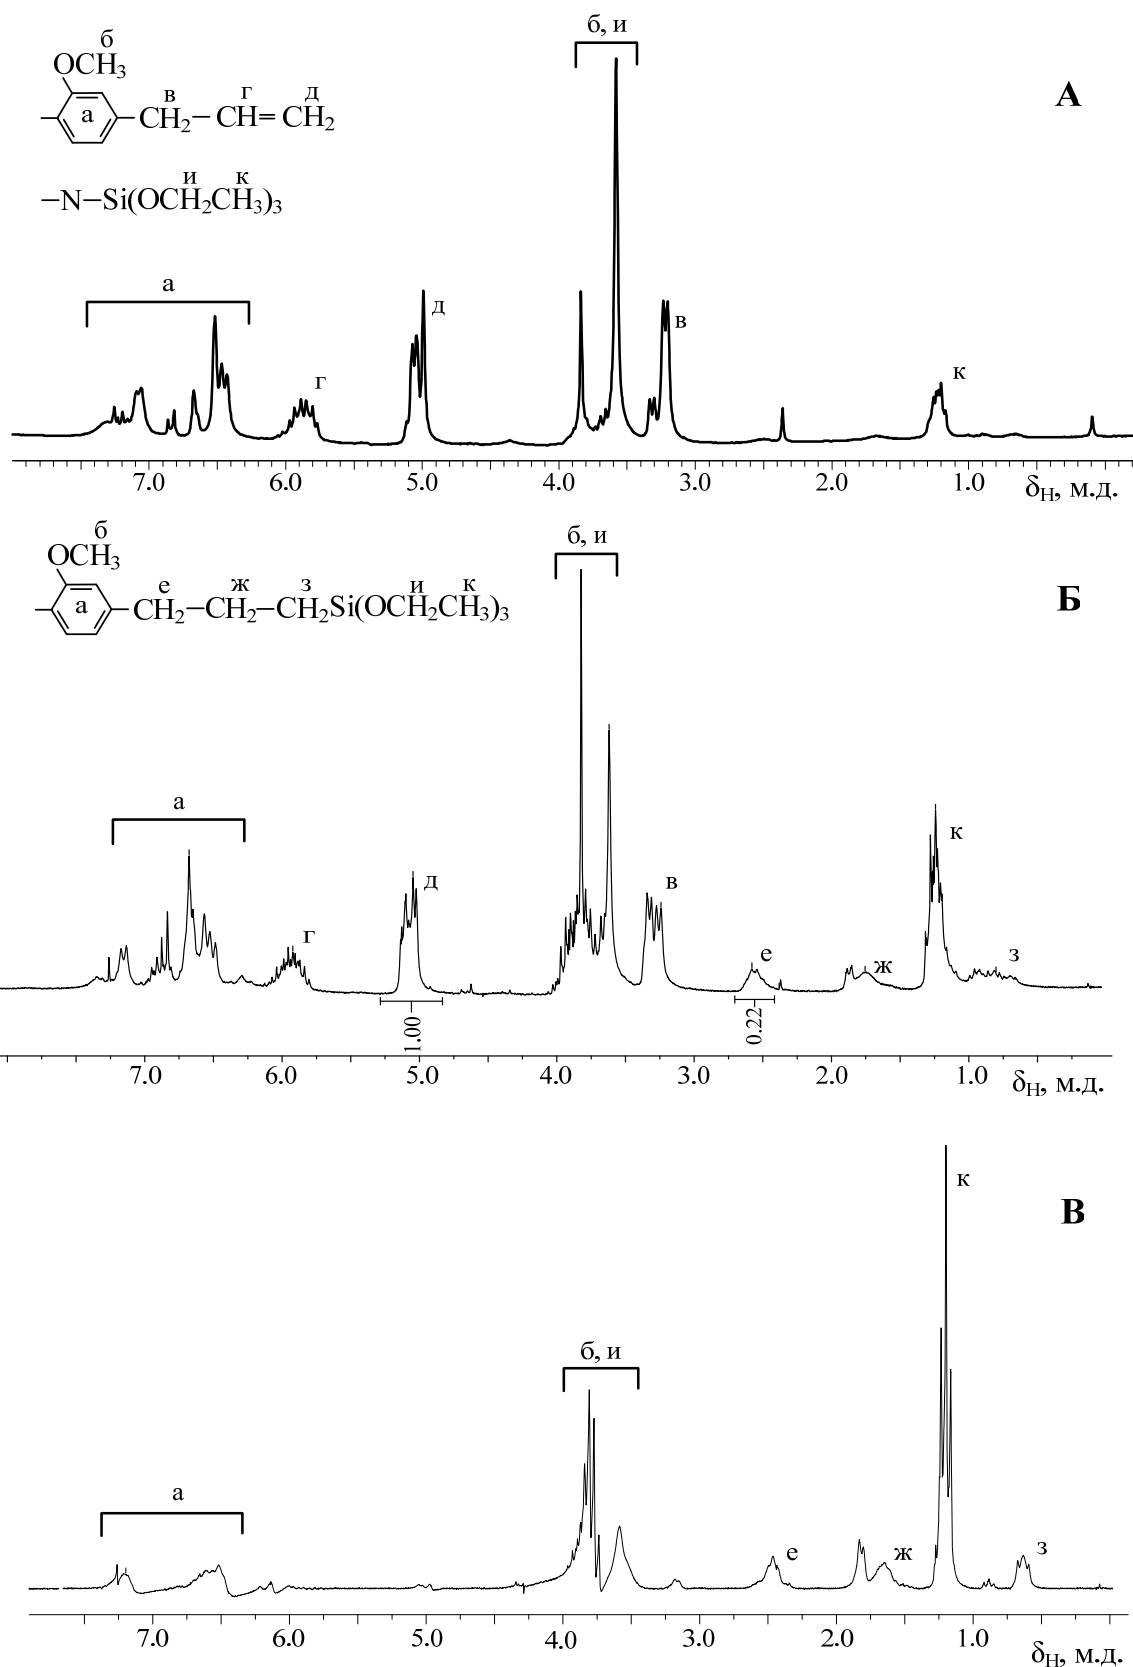 б, и
б
OCH3
А
а
в г д
CH2−CH=CH2
и к
−N−Si(OCH2CH3)3
а
г
д
в
к
7.0 6.0 5.0 4.0 3.0 2.0 1.0
δH, м.д.
б, и
б
OCH3
Б
а
е ж з и к
CH2−CH2−CH2Si(OCH2CH3)3
а
г
д
в
е
ж
к
з
1.00
0.22
7.0 6.0 5.0 4.0 3.0 2.0 1.0
δH, м.д.
к
В
б, и
а
е
ж
з
7.0 6.0 5.0 4.0 3.0 2.0 1.0
δH, м.д.